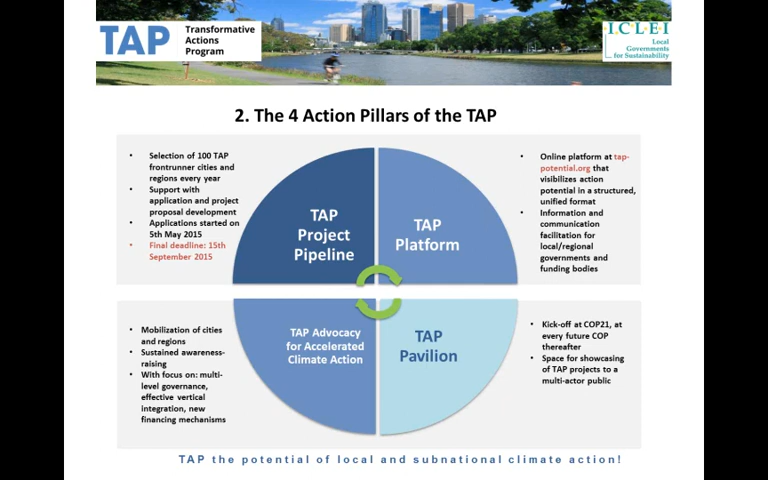 TAP
Transformative
Actions
Program
I.C.L.E.I
Local
Governments
for Sustainability
2. The 4 Action Pillars of the TAP
• Selection of 100 TAP
frontrunner cities and
regions every year
• Support with
application and project
proposal development
• Applications started on
5th May 2015
• Final deadline: 15th
September 2015
TAP
Project
Pipeline
TAP
Platform
• Online platform at tap-
potential.org that
visibilizes action
potential in a structured,
unified format
• Information and
communication
facilitation for
local/regional
governments and
funding bodies
• Mobilization of cities
and regions
• Sustained awareness-
raising
• With focus on: multi-
level governance,
effective vertical
integration, new
financing mechanisms
TAP Advocacy
for Accelerated
Climate Action
TAP
Pavilion
• Kick-off at COP21, at
every future COP
thereafter
• Space for showcasing
of TAP projects to a
multi-actor public
TAP the potential of local and subnational climate action!